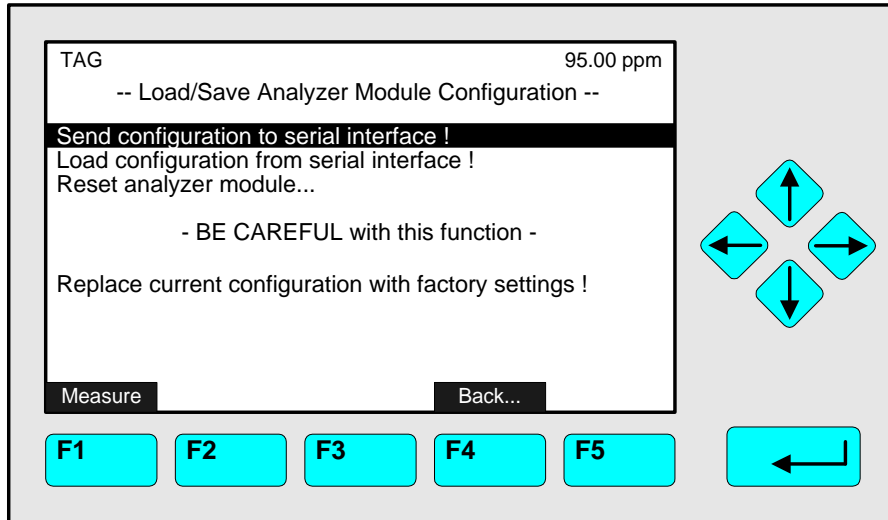 TAG 95.00 ppm
-- Load/Save Analyzer Module Configuration --
Send configuration to serial interface !
Load configuration from serial interface !
Reset analyzer module...
- BE CAREFUL with this function -
Replace current configuration with factory settings !
Measure Back...
F1 F2 F3 F4 F5